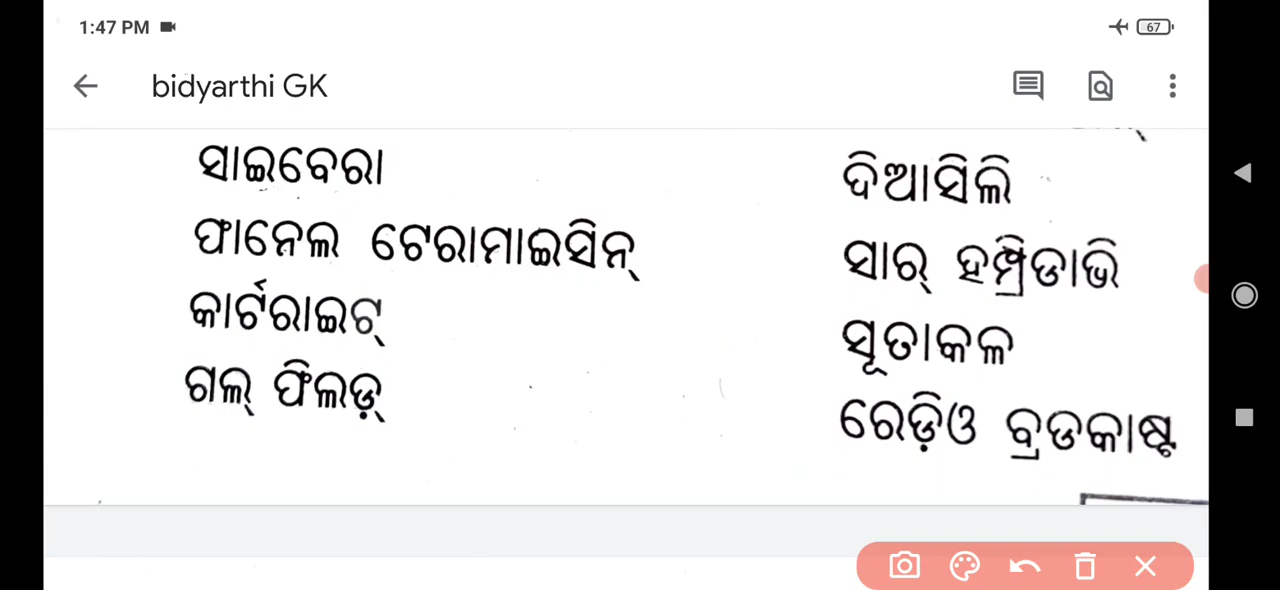 1:47 PM
67
bidyarthi GK
ସାଇବେରା
ଫାନେଲ ଟେରାମାଇସିନ୍
କାର୍ଟରାଇଟ୍
ଗଲ୍ ଫିଲଡ଼୍
ଦିଆସିଲି
ସାର୍ ହମ୍ପ୍ରିଡାଭି
ସୂତାକଳ
ରେଡ଼ିଓ ବ୍ରଡକାଷ୍ଟ